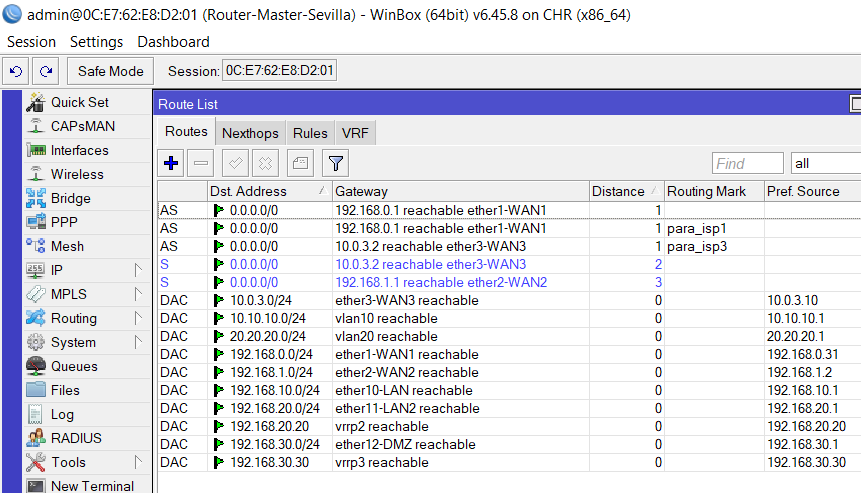 admin@0C:E7:62:E8:D2:01 (Router-Master-Sevilla) - WinBox (64bit) v6.45.8 on CHR (x86_64)
Session Settings Dashboard
Safe Mode Session: 0C:E7:62:E8:D2:01
Quick Set
CAPsMAN
Interfaces
Wireless
Bridge
PPP
Mesh
IP
MPLS
Routing
System
Queues
Files
Log
RADIUS
Tools
New Terminal
Route List
Routes Nexthops Rules VRF
Find all
Dst. Address Gateway Distance Routing Mark Pref. Source
AS 0.0.0.0/0 192.168.0.1 reachable ether1-WAN1 1
AS 0.0.0.0/0 192.168.0.1 reachable ether1-WAN1 1 para_isp1
AS 0.0.0.0/0 10.0.3.2 reachable ether3-WAN3 1 para_isp3
S 0.0.0.0/0 10.0.3.2 reachable ether3-WAN3 2
S 0.0.0.0/0 192.168.1.1 reachable ether2-WAN2 3
DAC 10.0.3.0/24 ether3-WAN3 reachable 0 10.0.3.10
DAC 10.10.10.0/24 vlan10 reachable 0 10.10.10.1
DAC 20.20.20.0/24 vlan20 reachable 0 20.20.20.1
DAC 192.168.0.0/24 ether1-WAN1 reachable 0 192.168.0.31
DAC 192.168.1.0/24 ether2-WAN2 reachable 0 192.168.1.2
DAC 192.168.10.0/24 ether10-LAN reachable 0 192.168.10.1
DAC 192.168.20.0/24 ether11-LAN2 reachable 0 192.168.20.1
DAC 192.168.20.20 vrrp2 reachable 0 192.168.20.20
DAC 192.168.30.0/24 ether12-DMZ reachable 0 192.168.30.1
DAC 192.168.30.30 vrrp3 reachable 0 192.168.30.30